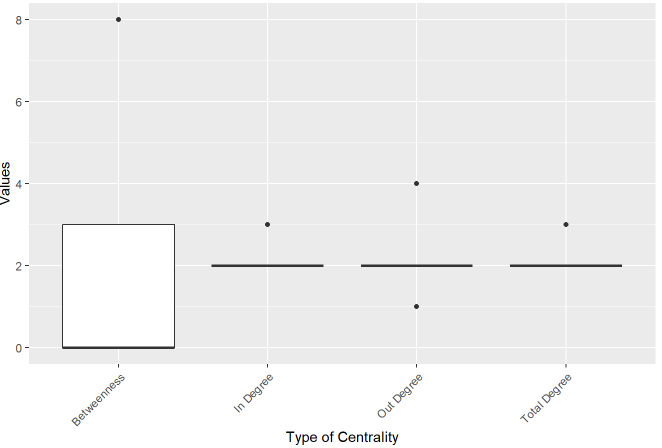 8
6
4
2
0
Values
Betweenness
In Degree
Out Degree
Total Degree
Type of Centrality